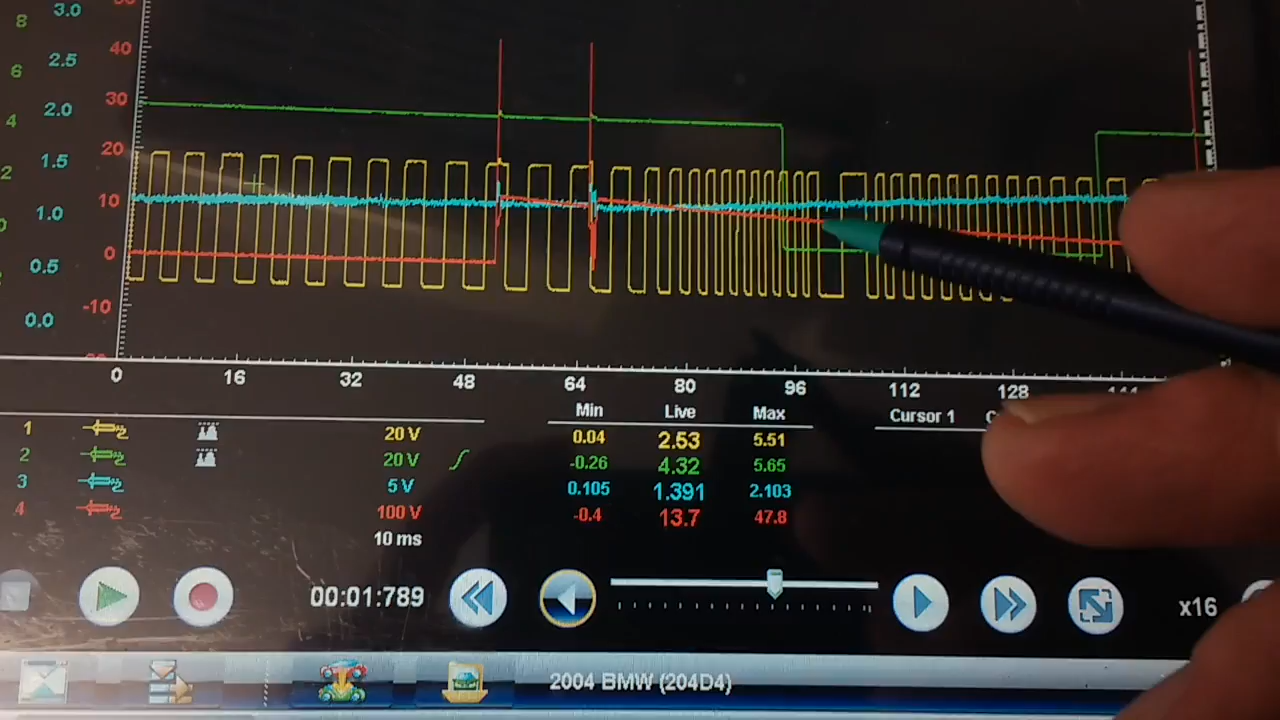 8 3.0
6 2.5 40
4 2.0 30
2 1.5 20
1.0 10
0.5 0
0.0 -10
0 16 32 48 64 80 96 112 128
Min Live Max Cursor 1
1 20 V 0.04 2.53 5.51
2 20 V -0.26 4.32 5.65
3 5 V 0.105 1.391 2.103
4 100 V -0.4 13.7 47.8
10 ms
00:01:789 x16
2004 BMW (204D4)